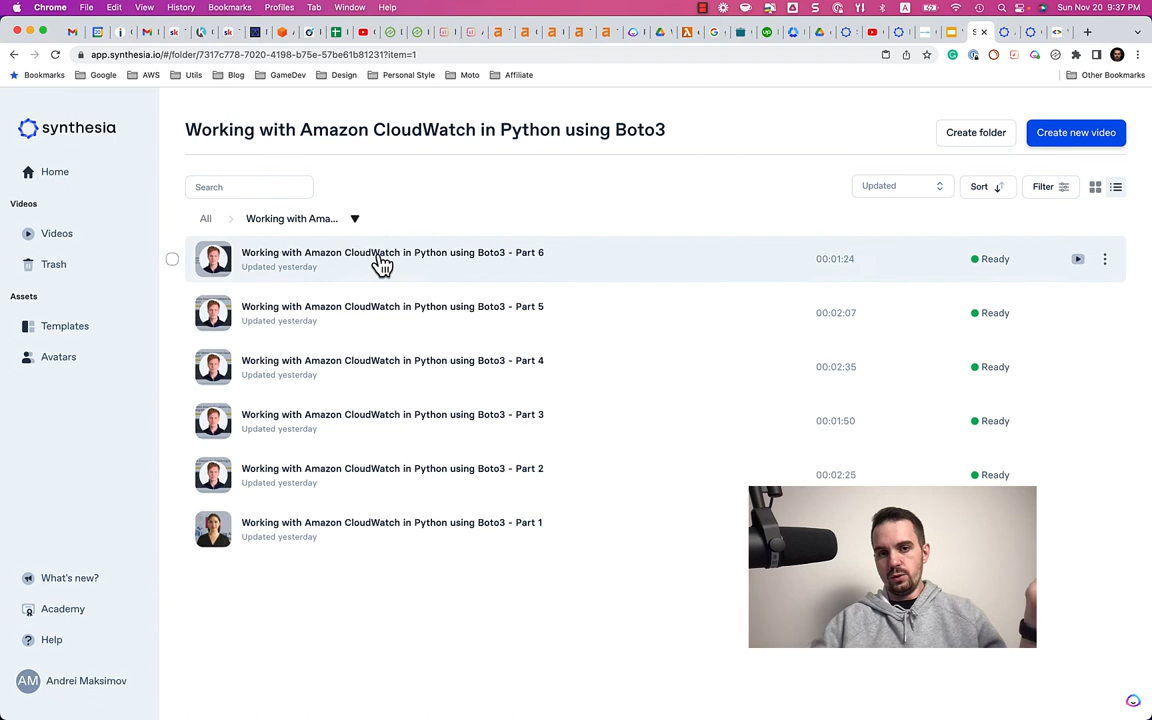 Chrome File Edit View History Bookmarks Profiles Tab Window Help Sun Nov 20 9:37 PM
app.synthesia.io/#/folder/7317c778-7020-4198-b75e-57be61b81231?item=1
Bookmarks Google AWS Utils Blog GameDev Design Personal Style Moto Affiliate Other Bookmarks
synthesia
Working with Amazon CloudWatch in Python using Boto3
Create folder
Create new video
Home
Videos
Videos
Trash
Assets
Templates
Avatars
Search
Updated
Sort
Filter
All Working with Ama...
Working with Amazon CloudWatch in Python using Boto3 - Part 6
Updated yesterday
00:01:24 Ready
Working with Amazon CloudWatch in Python using Boto3 - Part 5
Updated yesterday
00:02:07 Ready
Working with Amazon CloudWatch in Python using Boto3 - Part 4
Updated yesterday
00:02:35 Ready
Working with Amazon CloudWatch in Python using Boto3 - Part 3
Updated yesterday
00:01:50 Ready
Working with Amazon CloudWatch in Python using Boto3 - Part 2
Updated yesterday
00:02:25 Ready
Working with Amazon CloudWatch in Python using Boto3 - Part 1
Updated yesterday
What's new?
Academy
Help
AM Andrei Maksimov